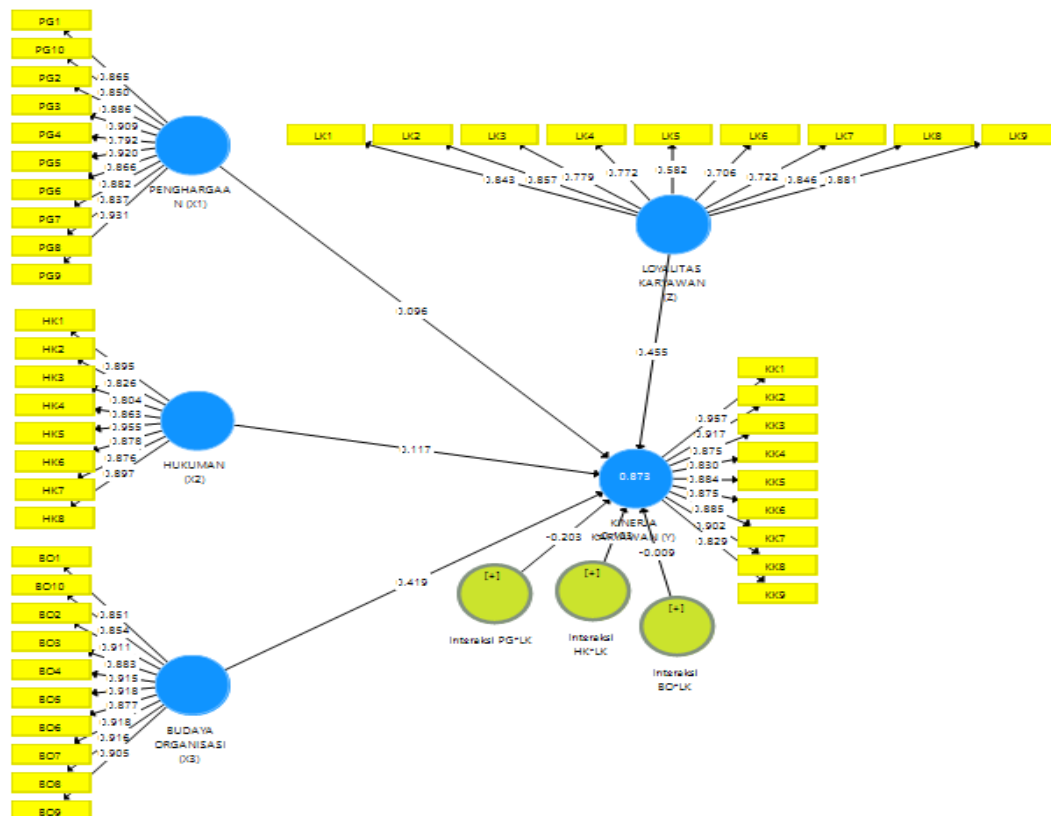 PG1
PG10
PG2
PG3
PG4
PG5
PG6
PG7
PG8
PG9
0.865
0.850
0.886
0.909
0.792
0.920
0.866
0.882
0.837
0.931
PENGHARGAA
N (X1)
LK1
LK2
LK3
LK4
LK5
LK6
LK7
LK8
LK9
0.843
0.857
0.779
0.772
0.582
0.706
0.722
0.846
0.881
LOYALITAS
KARYAWAN
(Z)
0.096
0.455
HK1
HK2
HK3
HK4
HK5
HK6
HK7
HK8
0.895
0.826
0.804
0.863
0.955
0.878
0.876
0.897
HUKUMAN
(X2)
0.117
KK1
KK2
KK3
KK4
KK5
KK6
KK7
KK8
KK9
0.957
0.917
0.875
0.830
0.884
0.875
0.885
0.902
0.829
0.873
KINERJA
KARYAWAN (Y)
BO1
BO10
BO2
BO3
BO4
BO5
BO6
BO7
BO8
BO9
0.851
0.854
0.911
0.883
0.915
0.918
0.877
0.918
0.916
0.905
BUDAYA
ORGANISASI
(X3)
0.419
-0.203
-0.009
[+]
Interaksi PG*LK
[+]
Interaksi
HK*LK
[+]
Interaksi
BO*LK